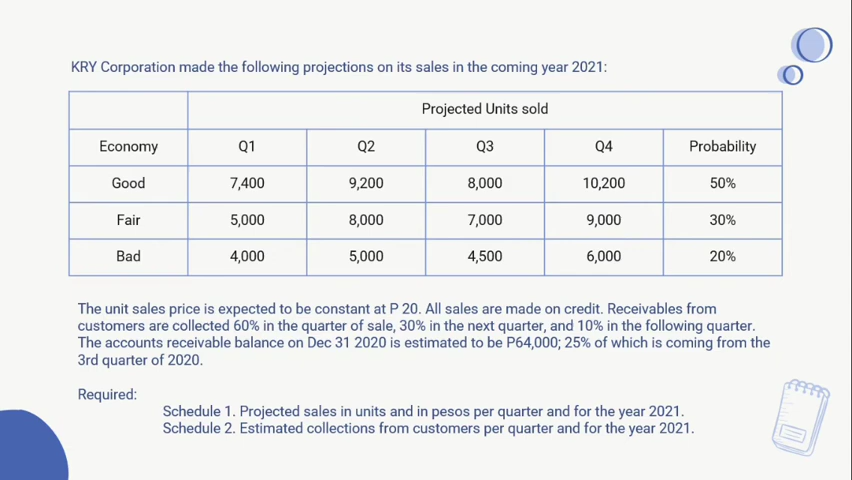 KRY Corporation made the following projections on its sales in the coming year 2021:
Projected Units sold
Economy Q1 Q2 Q3 Q4 Probability
Good 7,400 9,200 8,000 10,200 50%
Fair 5,000 8,000 7,000 9,000 30%
Bad 4,000 5,000 4,500 6,000 20%
The unit sales price is expected to be constant at P 20. All sales are made on credit. Receivables from
customers are collected 60% in the quarter of sale, 30% in the next quarter, and 10% in the following quarter.
The accounts receivable balance on Dec 31 2020 is estimated to be P64,000; 25% of which is coming from the
3rd quarter of 2020.
Required:
Schedule 1. Projected sales in units and in pesos per quarter and for the year 2021.
Schedule 2. Estimated collections from customers per quarter and for the year 2021.